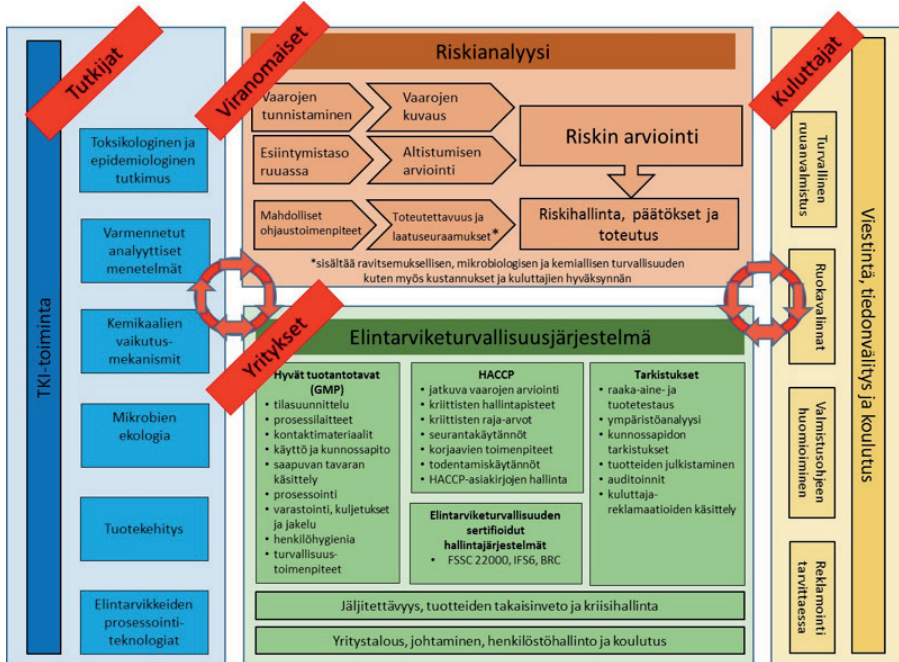 Tutkijat
TKI-toiminta
Toksikologinen ja
epidemiologinen
tutkimus
Varmennetut
analyyttiset
menetelmät
Kemikaalien
vaikutus-
mekanismit
Mikrobien
ekologia
Tuotekehitys
Elintarvikkeiden
prosessointi-
teknologiat
Viranomaiset
Riskianalyysi
Vaarojen
tunnistaminen
Vaarojen
kuvaus
Esiintymistaso
ruuassa
Altistumisen
arviointi
Riskin arviointi
Mahdolliset
ohjaustoimenpiteet
Toteutettavuus ja
laatuseuraamukset*
Riskihallinta, päätökset ja
toteutus
*sisältää ravitsemuksellisen, mikrobiologisen ja kemiallisen turvallisuuden
kuten myös kustannukset ja kuluttajien hyväksynnän
Yritykset
Elintarviketurvallisuusjärjestelmä
Hyvät tuotantotavat
(GMP)
• tilasuunnittelu
• prosessilaitteet
• kontaktimateriaalit
• käyttö ja kunnossapito
• saapuvan tavaran
käsittely
• prosessointi
• varastointi, kuljetukset
ja jakelu
• henkilöhygienia
• turvallisuus-
toimenpiteet
HACCP
• jatkuva vaarojen arviointi
• kriittisten hallintapisteet
• kriittisten raja-arvot
• seurantakäytännöt
• korjaavien toimenpiteet
• todentamiskäytännöt
• HACCP-asiakirjojen hallinta
Elintarviketurvallisuuden
sertifioidut
hallintajärjestelmät
• FSSC 22000, IFS6, BRC
Tarkistukset
• raaka-aine- ja
tuotetestaus
• ympäristöanalyysi
• kunnossapidon
tarkistukset
• tuotteiden julkistaminen
• auditoinnit
• kuluttaja-
reklamaatioiden käsittely
Jäljitettävyys, tuotteiden takaisinveto ja kriisihallinta
Yritystalous, johtaminen, henkilöstöhallinto ja koulutus
Kuluttajat
Turvallinen
ruuanvalmistus
Ruokavalinnat
Valmistusohjeen
huomioiminen
Reklamointi
tarvittaessa
Viestintä, tiedonvälitys ja koulutus